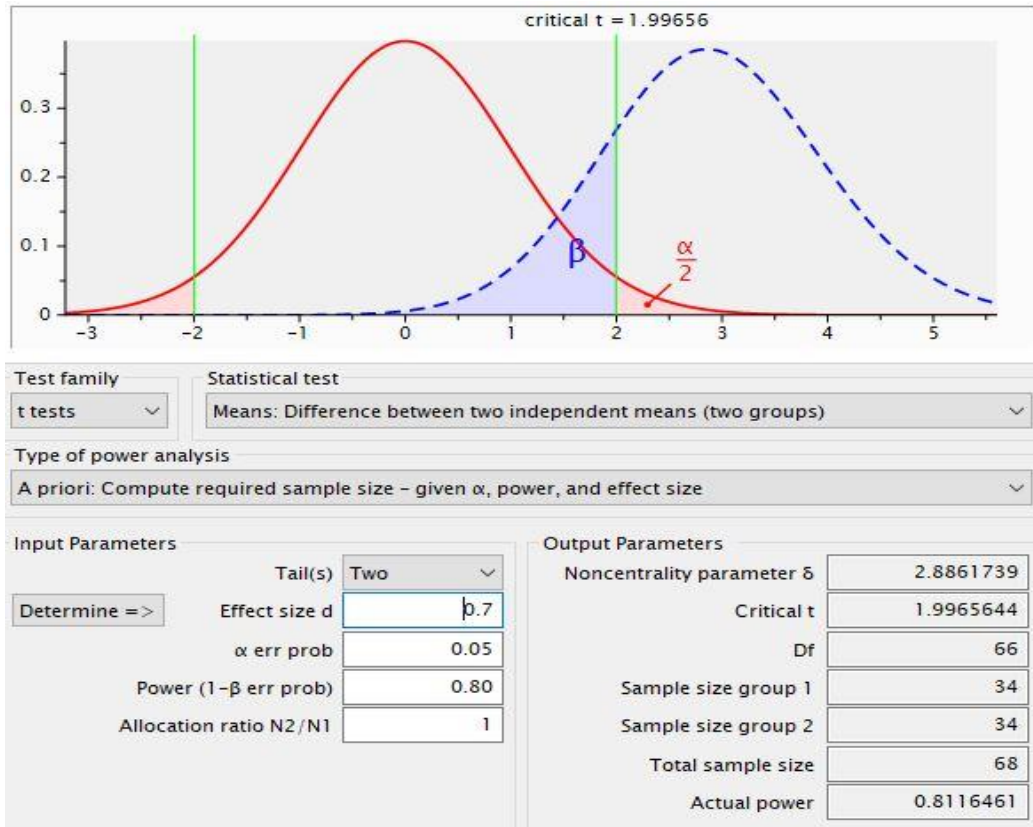 critical t = 1.99656
0.3
0.2
0.1
0
β
α
2
-3 -2 -1 0 1 2 3 4 5
Test family
Statistical test
t tests
Means: Difference between two independent means (two groups)
Type of power analysis
A priori: Compute required sample size – given α, power, and effect size
Input Parameters
Output Parameters
Tail(s) Two
Noncentrality parameter δ 2.8861739
Determine => Effect size d 0.7
Critical t 1.9965644
α err prob 0.05
Df 66
Power (1-β err prob) 0.80
Sample size group 1 34
Allocation ratio N2/N1 1
Sample size group 2 34
Total sample size 68
Actual power 0.8116461